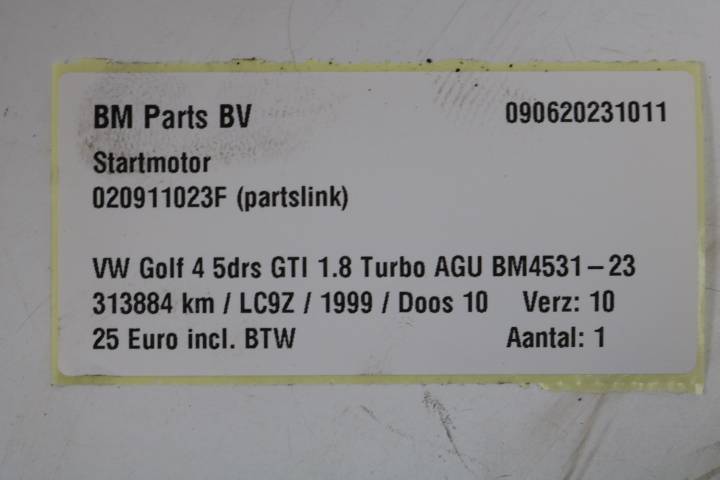 BM Parts BV 090620231011
Startmotor
020911023F (partslink)
VW Golf 4 5drs GTI 1.8 Turbo AGU BM4531-23
313884 km / LC9Z / 1999 / Doos 10 Verz: 10
25 Euro incl. BTW Aantal: 1